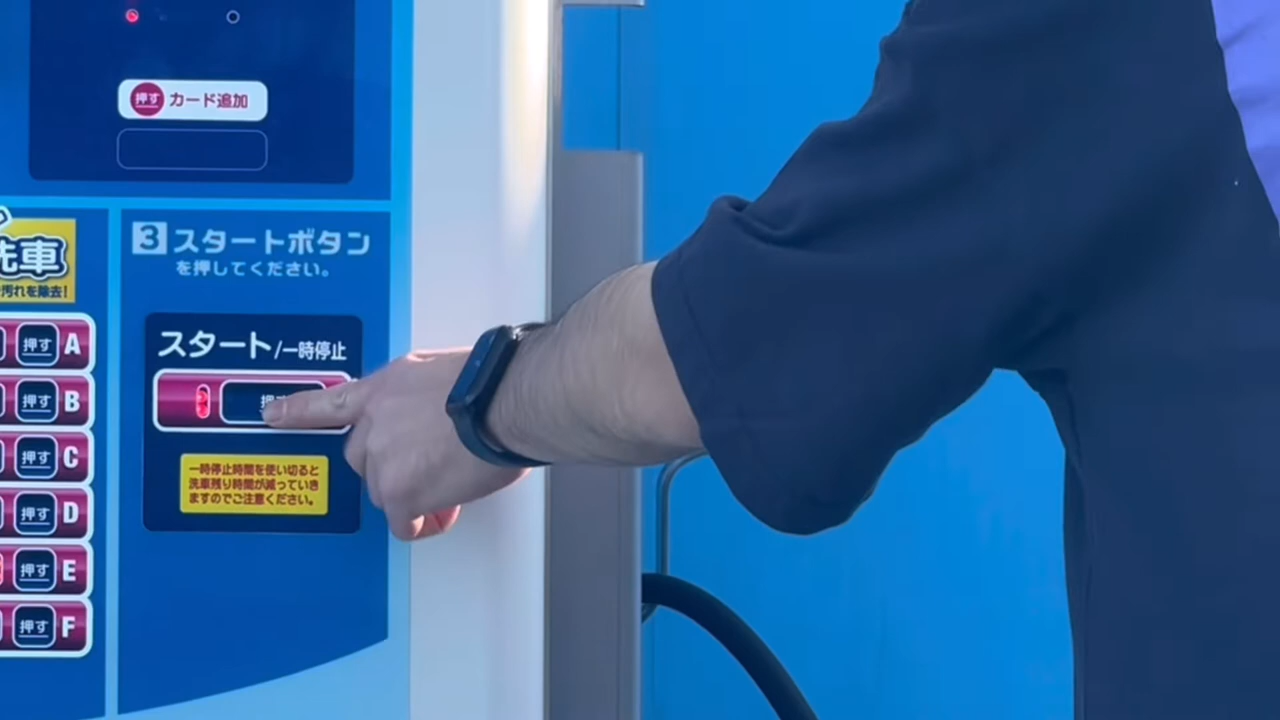 押す カード追加
洗車
汚れを除去!
押す A
押す B
押す C
押す D
押す E
押す F
3 スタートボタン
を押してください。
スタート/一時停止
押す
一時停止時間を使い切ると
洗車残り時間が減っていき
ますのでご注意ください。